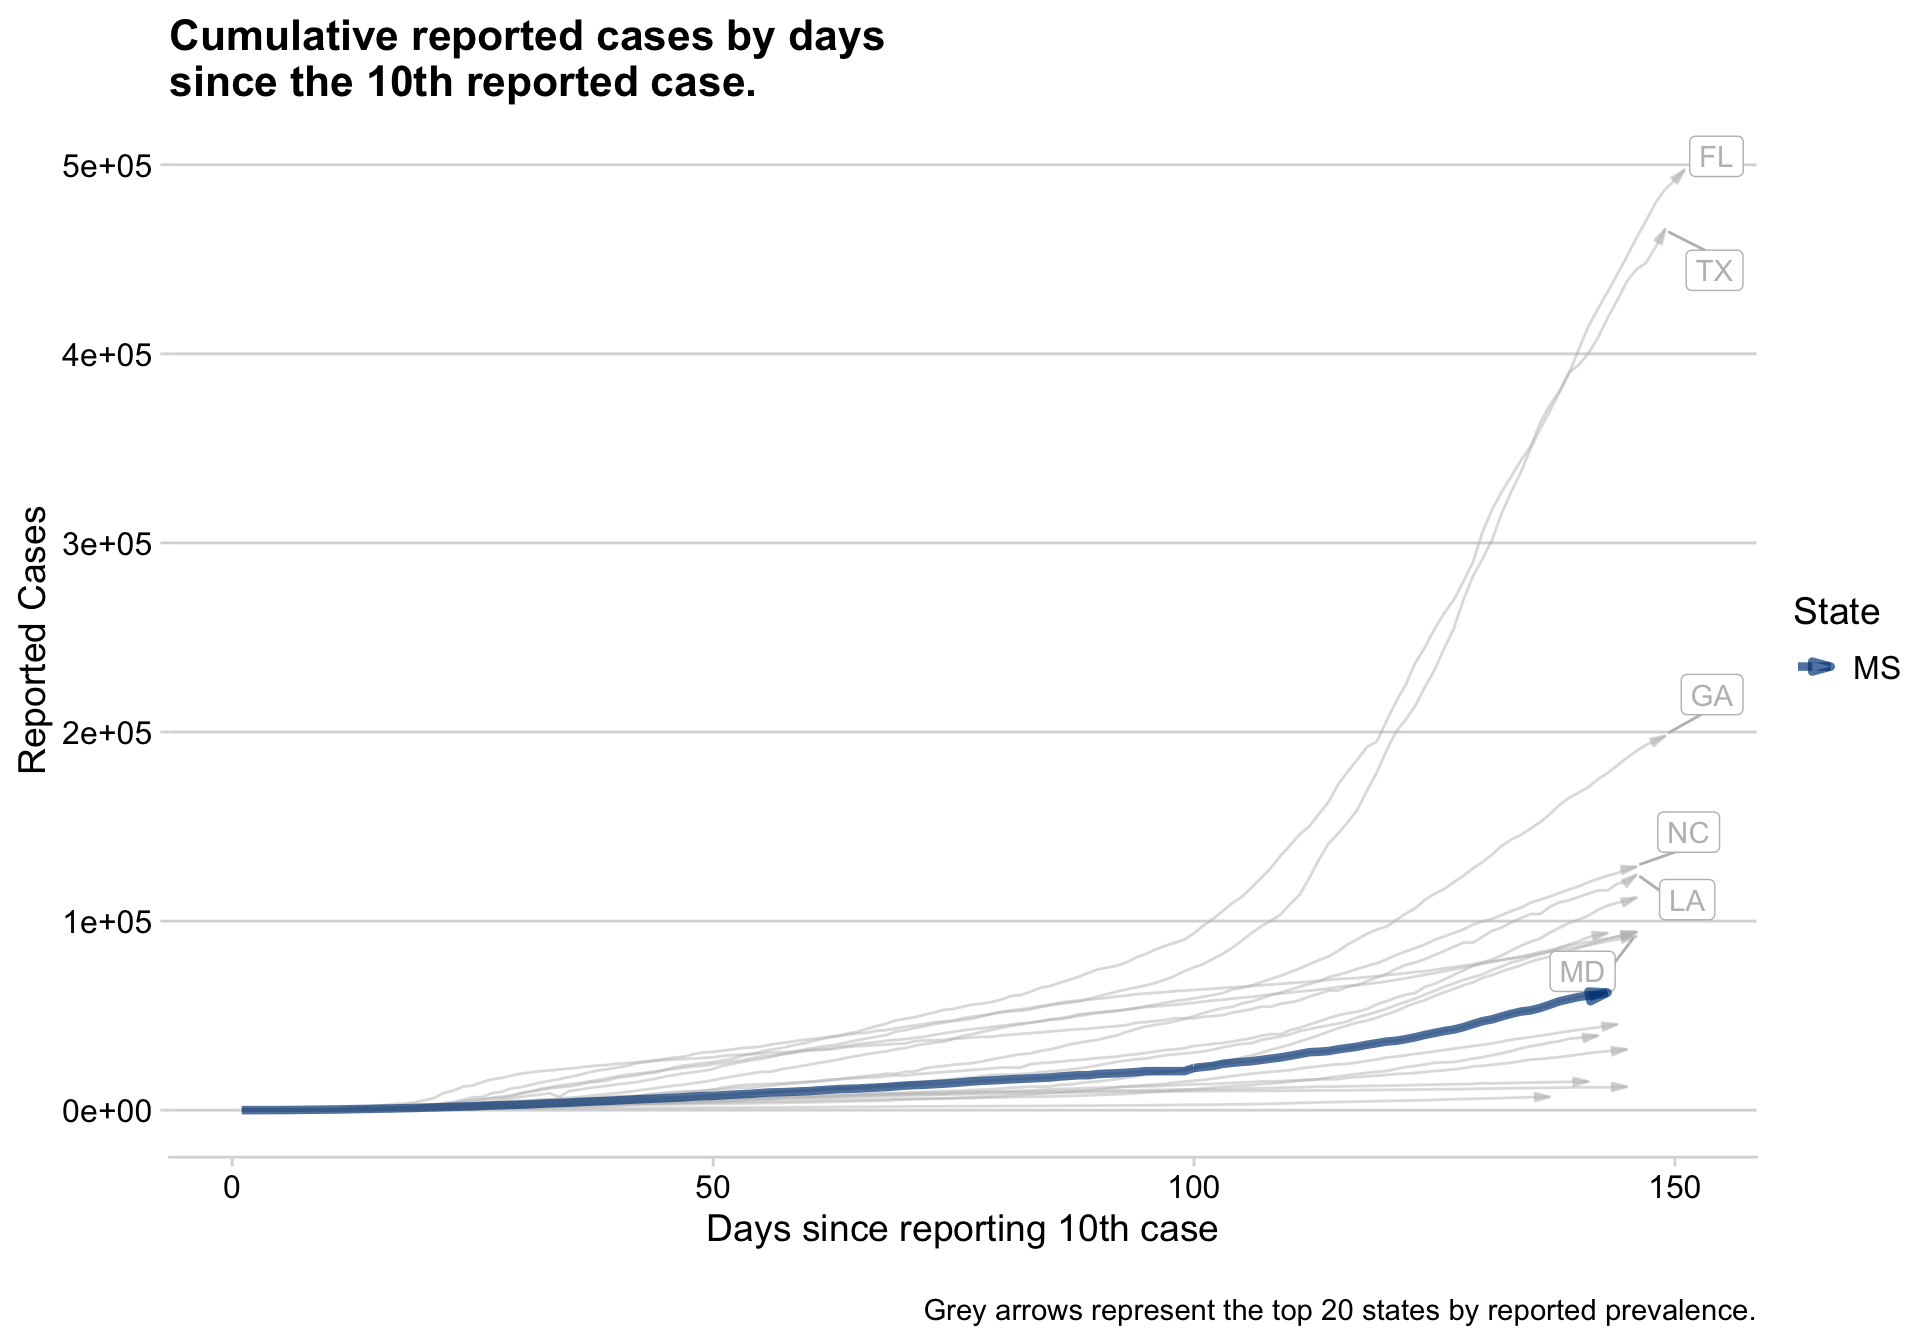 Cumulative reported cases by days
since the 10th reported case.
5e+05
4e+05
3e+05
2e+05
1e+05
0e+00
Reported Cases
FL
TX
GA
NC
LA
MD
State
MS
0 50 100 150
Days since reporting 10th case
Grey arrows represent the top 20 states by reported prevalence.